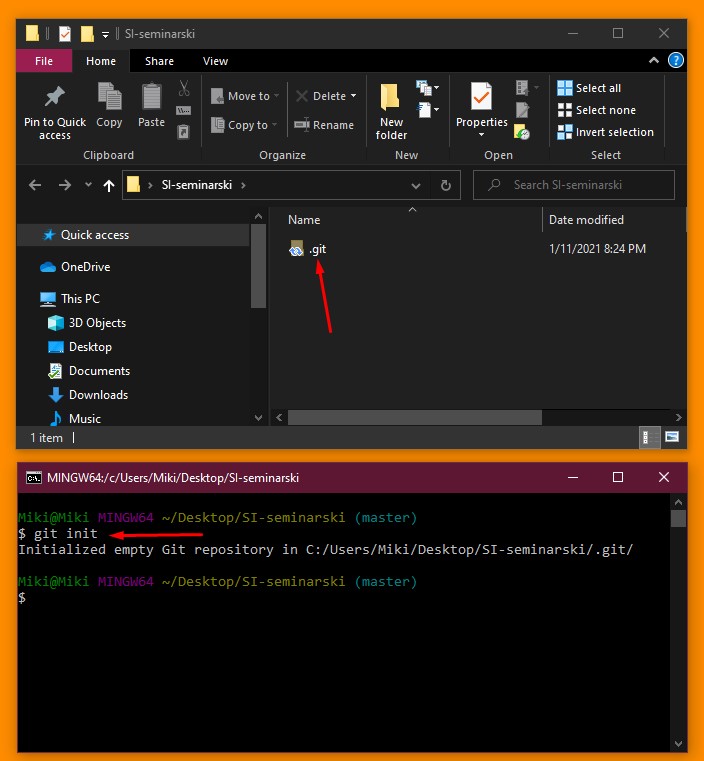 SI-seminarski
File Home Share View
Pin to Quick access
Copy
Paste
Move to
Copy to
Delete
Rename
New folder
Properties
Open
Select all
Select none
Invert selection
Clipboard Organize New Open Select
SI-seminarski
Search SI-seminarski
Quick access
OneDrive
This PC
3D Objects
Desktop
Documents
Downloads
Music
Name Date modified
.git 1/11/2021 8:24 PM
1 item
MINGW64:/c/Users/Miki/Desktop/SI-seminarski
Miki@Miki MINGW64 ~/Desktop/SI-seminarski (master)
$ git init
Initialized empty Git repository in C:/Users/Miki/Desktop/SI-seminarski/.git/
Miki@Miki MINGW64 ~/Desktop/SI-seminarski (master)
$